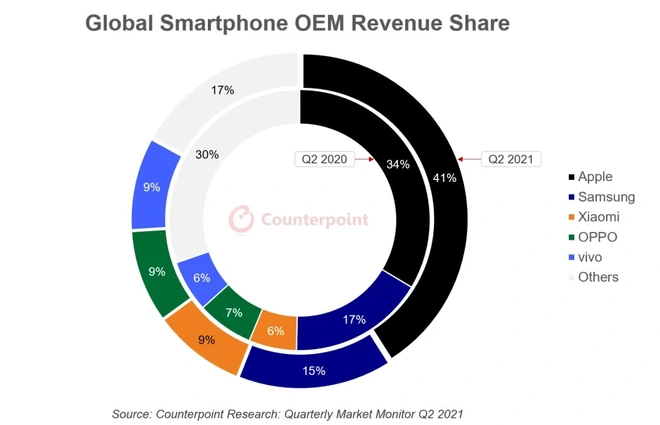 Global Smartphone OEM Revenue Share
17%
30%
Q2 2020
34%
Q2 2021
41%
Apple
Samsung
Xiaomi
OPPO
vivo
Others
9%
Counterpoint
9%
6%
7%
6%
17%
9%
15%
Source: Counterpoint Research: Quarterly Market Monitor Q2 2021